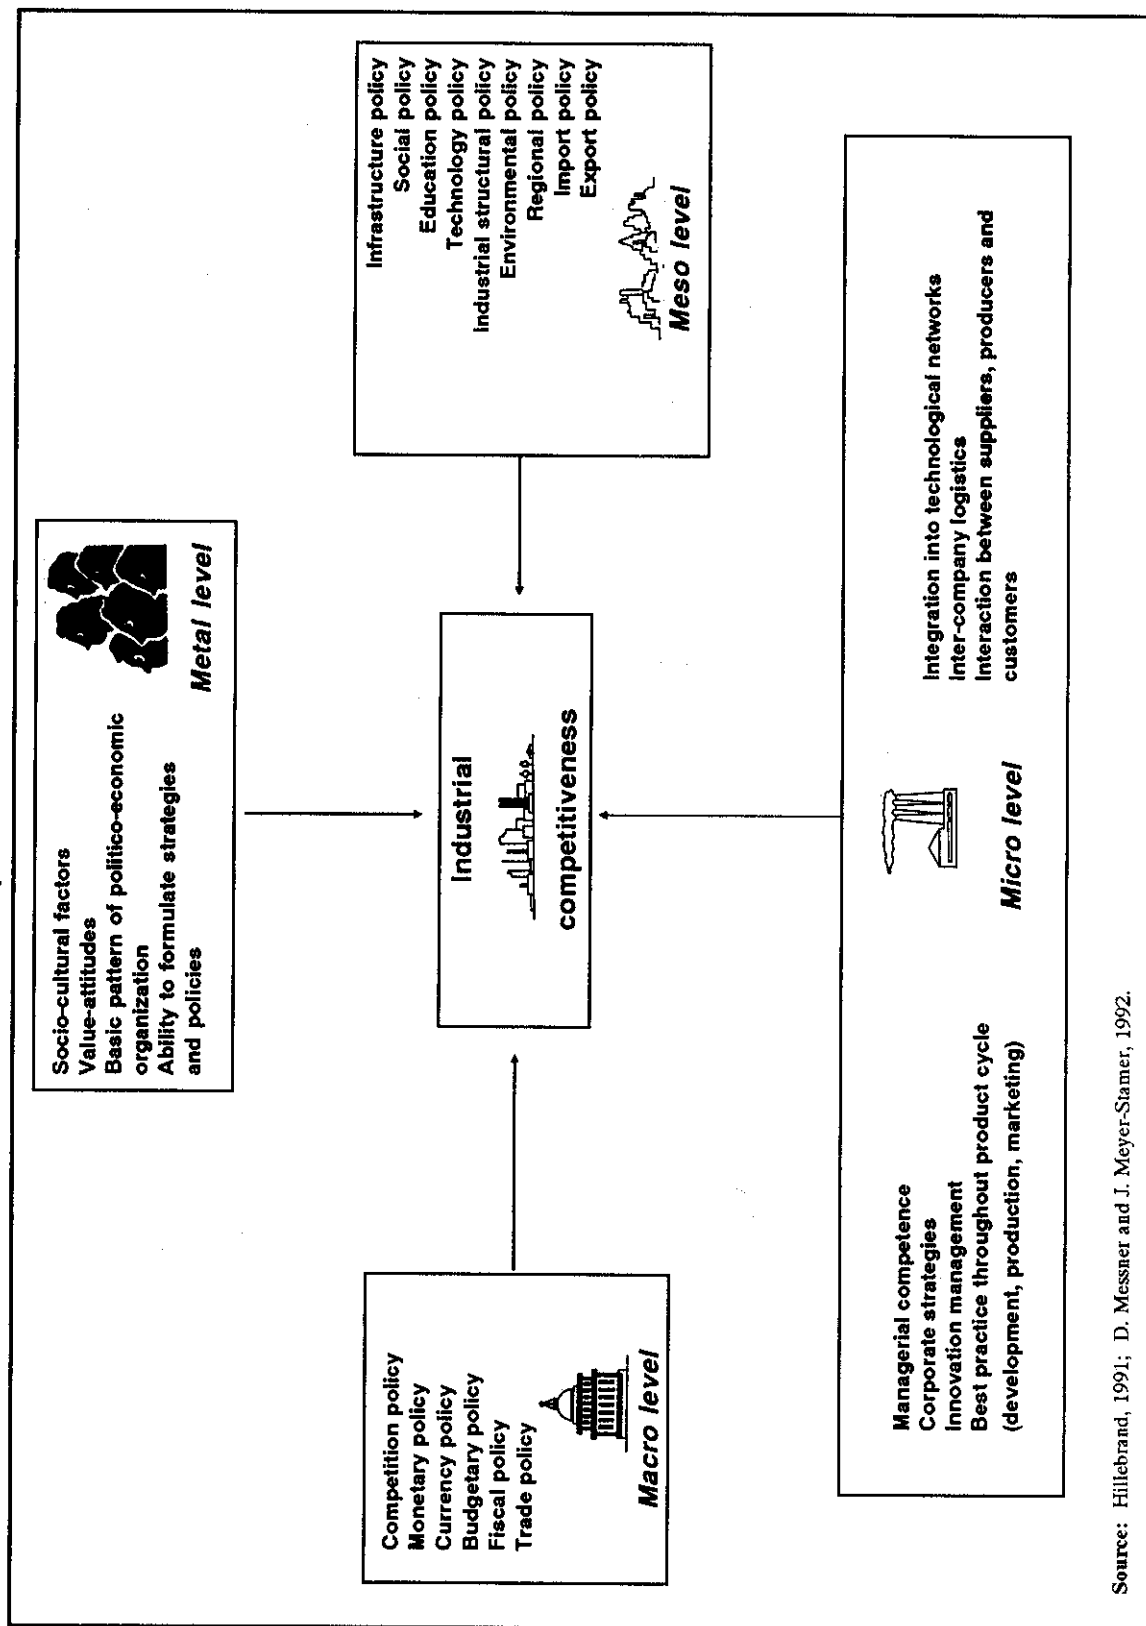 Socio-cultural factors
Value-attitudes
Basic pattern of politico-economic
organization
Ability to formulate strategies
and policies
Metal level
Competition policy
Monetary policy
Currency policy
Budgetary policy
Fiscal policy
Trade policy
Macro level
Industrial
competitiveness
Infrastructure policy
Social policy
Education policy
Technology policy
Industrial structural policy
Environmental policy
Regional policy
Import policy
Export policy
Meso level
Managerial competence
Corporate strategies
Innovation management
Best practice throughout product cycle
(development, production, marketing)
Micro level
Integration into technological networks
Inter-company logistics
Interaction between suppliers, producers and
customers
Source: Hillebrand, 1991; D. Messner and J. Meyer-Stamer, 1992.